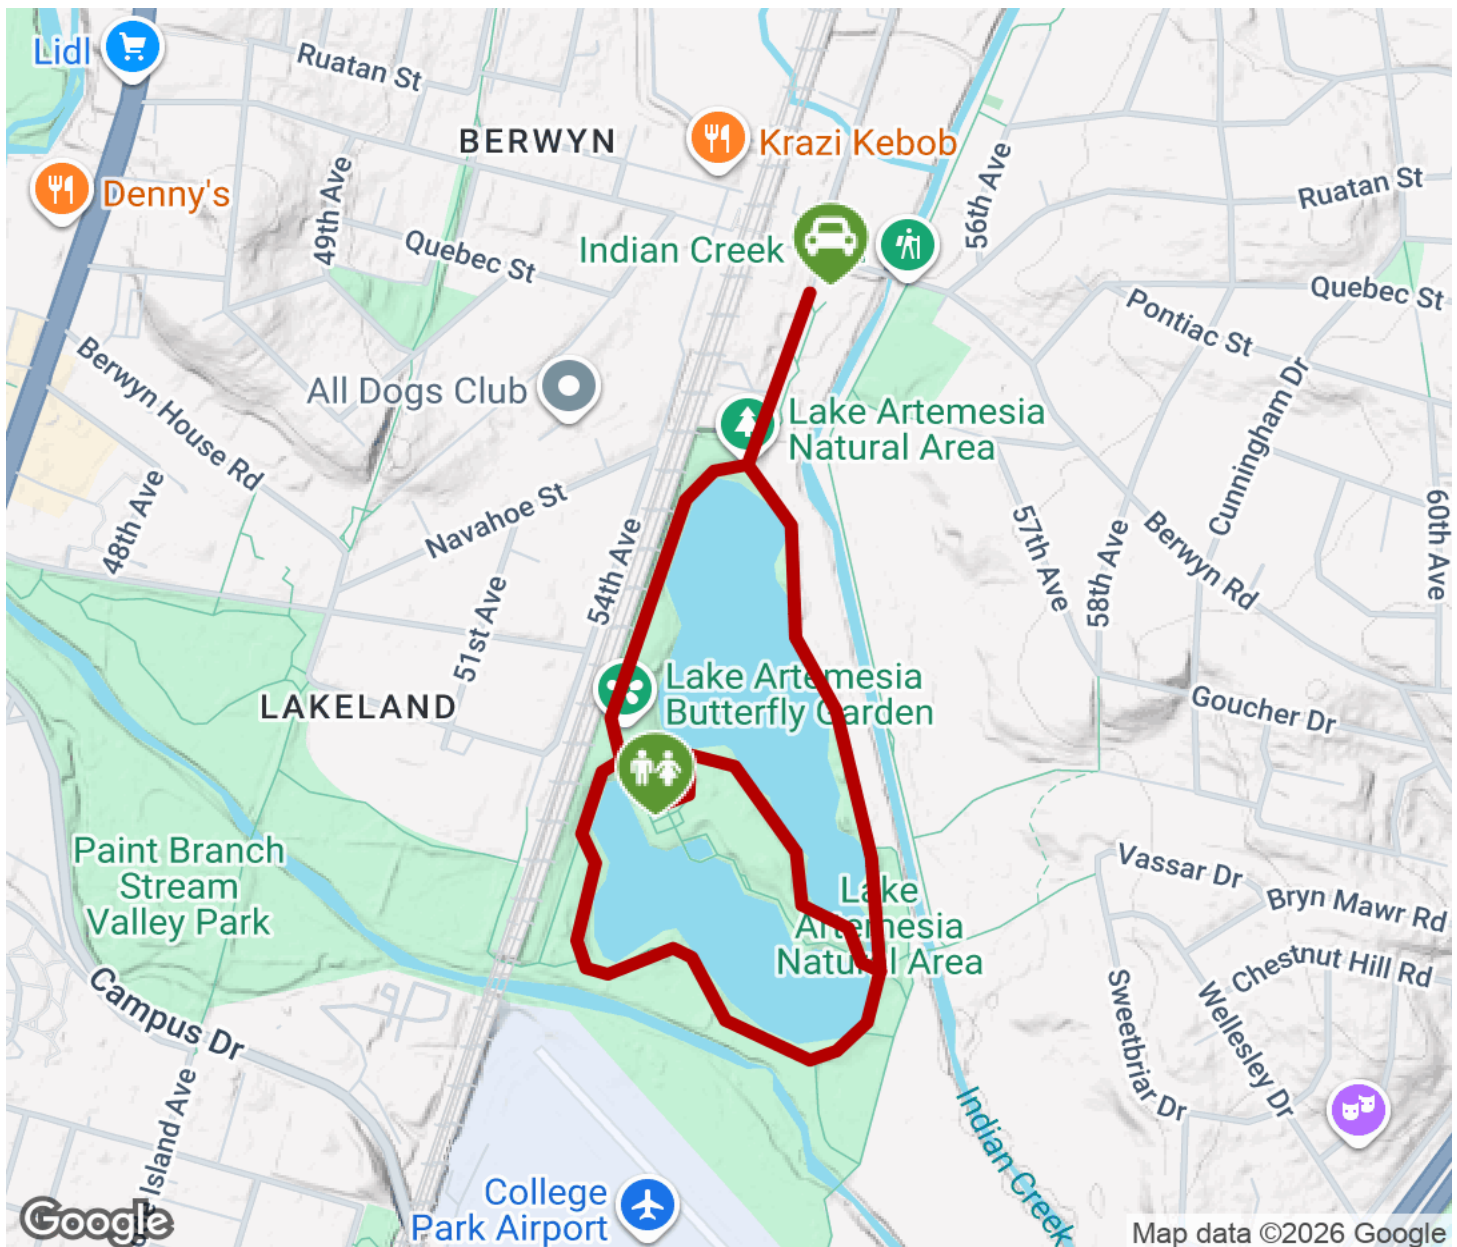 Lidl
Ruatan St
BERWYN
Krazi Kebob
Denny's
49th Ave
56th Ave
Ruatan St
Quebec St
Indian Creek
Quebec St
Pontiac St
Berwyn House Rd
All Dogs Club
Lake Artemesia
Natural Area
Cunningham Dr
48th Ave
Navahoe St
54th Ave
57th Ave
58th Ave
Berwyn Rd
60th Ave
51st Ave
LAKELAND
Lake Artemesia
Butterfly Garden
Goucher Dr
Paint Branch
Stream
Valley Park
Vassar Dr
Bryn Mawr Rd
Lake
Artemesia
Natural Area
Chestnut Hill Rd
Campus Dr
Sweetbriar Dr
Wellesley Dr
Island Ave
Indian Creek
College
Park Airport
Google
Map data ©2026 Google